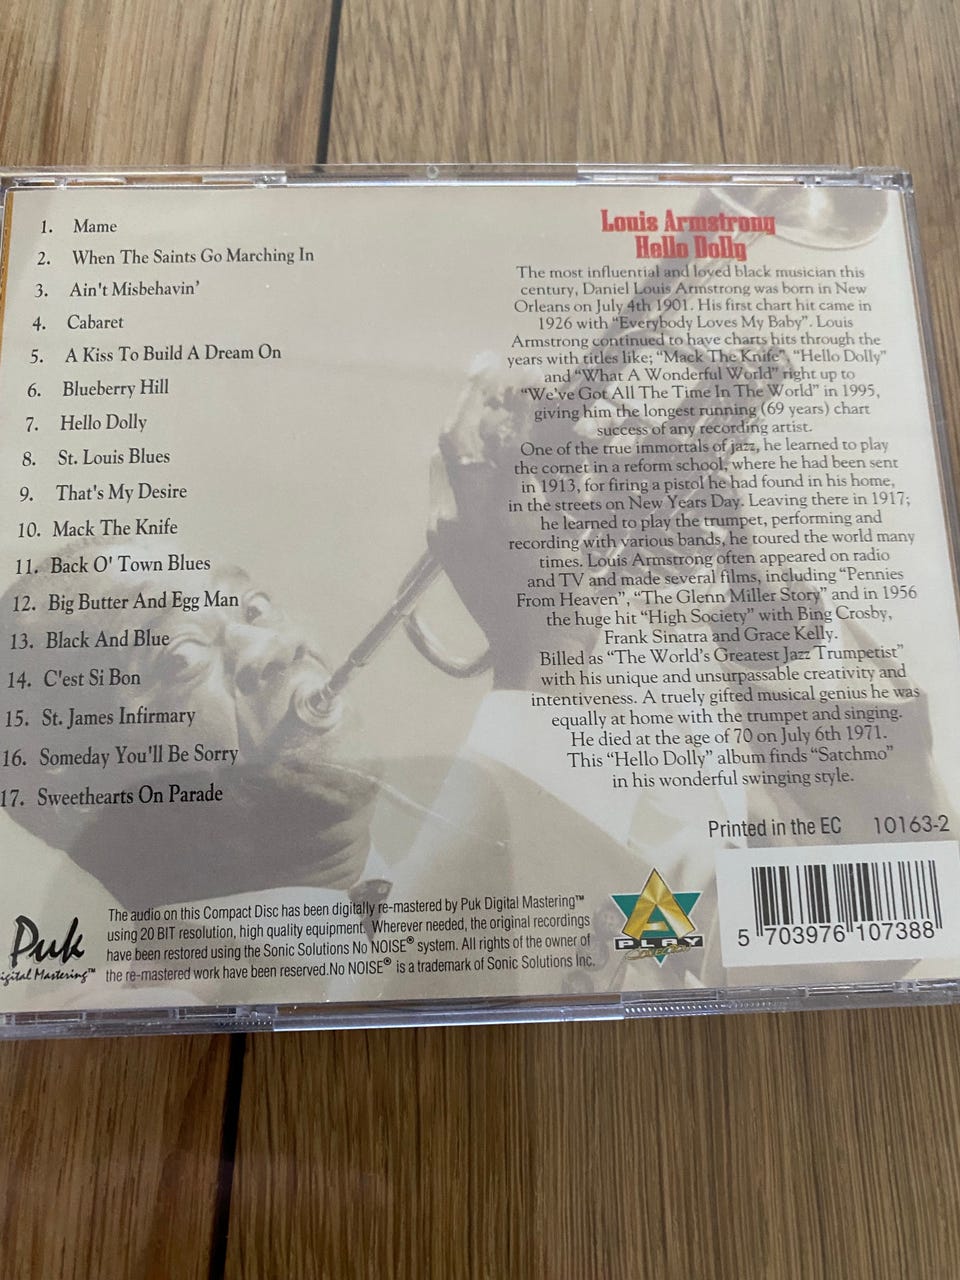 1. Mame
2. When The Saints Go Marching In
3. Ain't Misbehavin'
4. Cabaret
5. A Kiss To Build A Dream On
6. Blueberry Hill
7. Hello Dolly
8. St. Louis Blues
9. That's My Desire
10. Mack The Knife
11. Back O' Town Blues
12. Big Butter And Egg Man
13. Black And Blue
14. C'est Si Bon
15. St. James Infirmary
16. Someday You'll Be Sorry
17. Sweethearts On Parade
Louis Armstrong
Hello Dolly
The most influential and loved black musician this
century, Daniel Louis Armstrong was born in New
Orleans on July 4th 1901. His first chart hit came in
1926 with "Everybody Loves My Baby". Louis
Armstrong continued to have charts hits through the
years with titles like; "Mack The Knife", "Hello Dolly"
and "What A Wonderful World" right up to
"We've Got All The Time In The World" in 1995,
giving him the longest running (69 years) chart
success of any recording artist.
One of the true immortals of jazz, he learned to play
the cornet in a reform school, where he had been sent
in 1913, for firing a pistol he had found in his home,
in the streets on New Years Day. Leaving there in 1917;
he learned to play the trumpet, performing and
recording with various bands, he toured the world many
times. Louis Armstrong often appeared on radio
and TV and made several films, including "Pennies
From Heaven", "The Glenn Miller Story" and in 1956
the huge hit "High Society" with Bing Crosby,
Frank Sinatra and Grace Kelly.
Billed as "The World's Greatest Jazz Trumpetist"
with his unique and unsurpassable creativity and
intentiveness. A truely gifted musical genius he was
equally at home with the trumpet and singing.
He died at the age of 70 on July 6th 1971.
This "Hello Dolly" album finds "Satchmo"
in his wonderful swinging style.
Printed in the EC 10163-2
Puk
igital Mastering™
The audio on this Compact Disc has been digitally re-mastered by Puk Digital Mastering™
using 20 BIT resolution, high quality equipment. Wherever needed, the original recordings
have been restored using the Sonic Solutions No NOISE® system. All rights of the owner of
the re-mastered work have been reserved.No NOISE® is a trademark of Sonic Solutions Inc.
A
PLAY
5 703976 107388